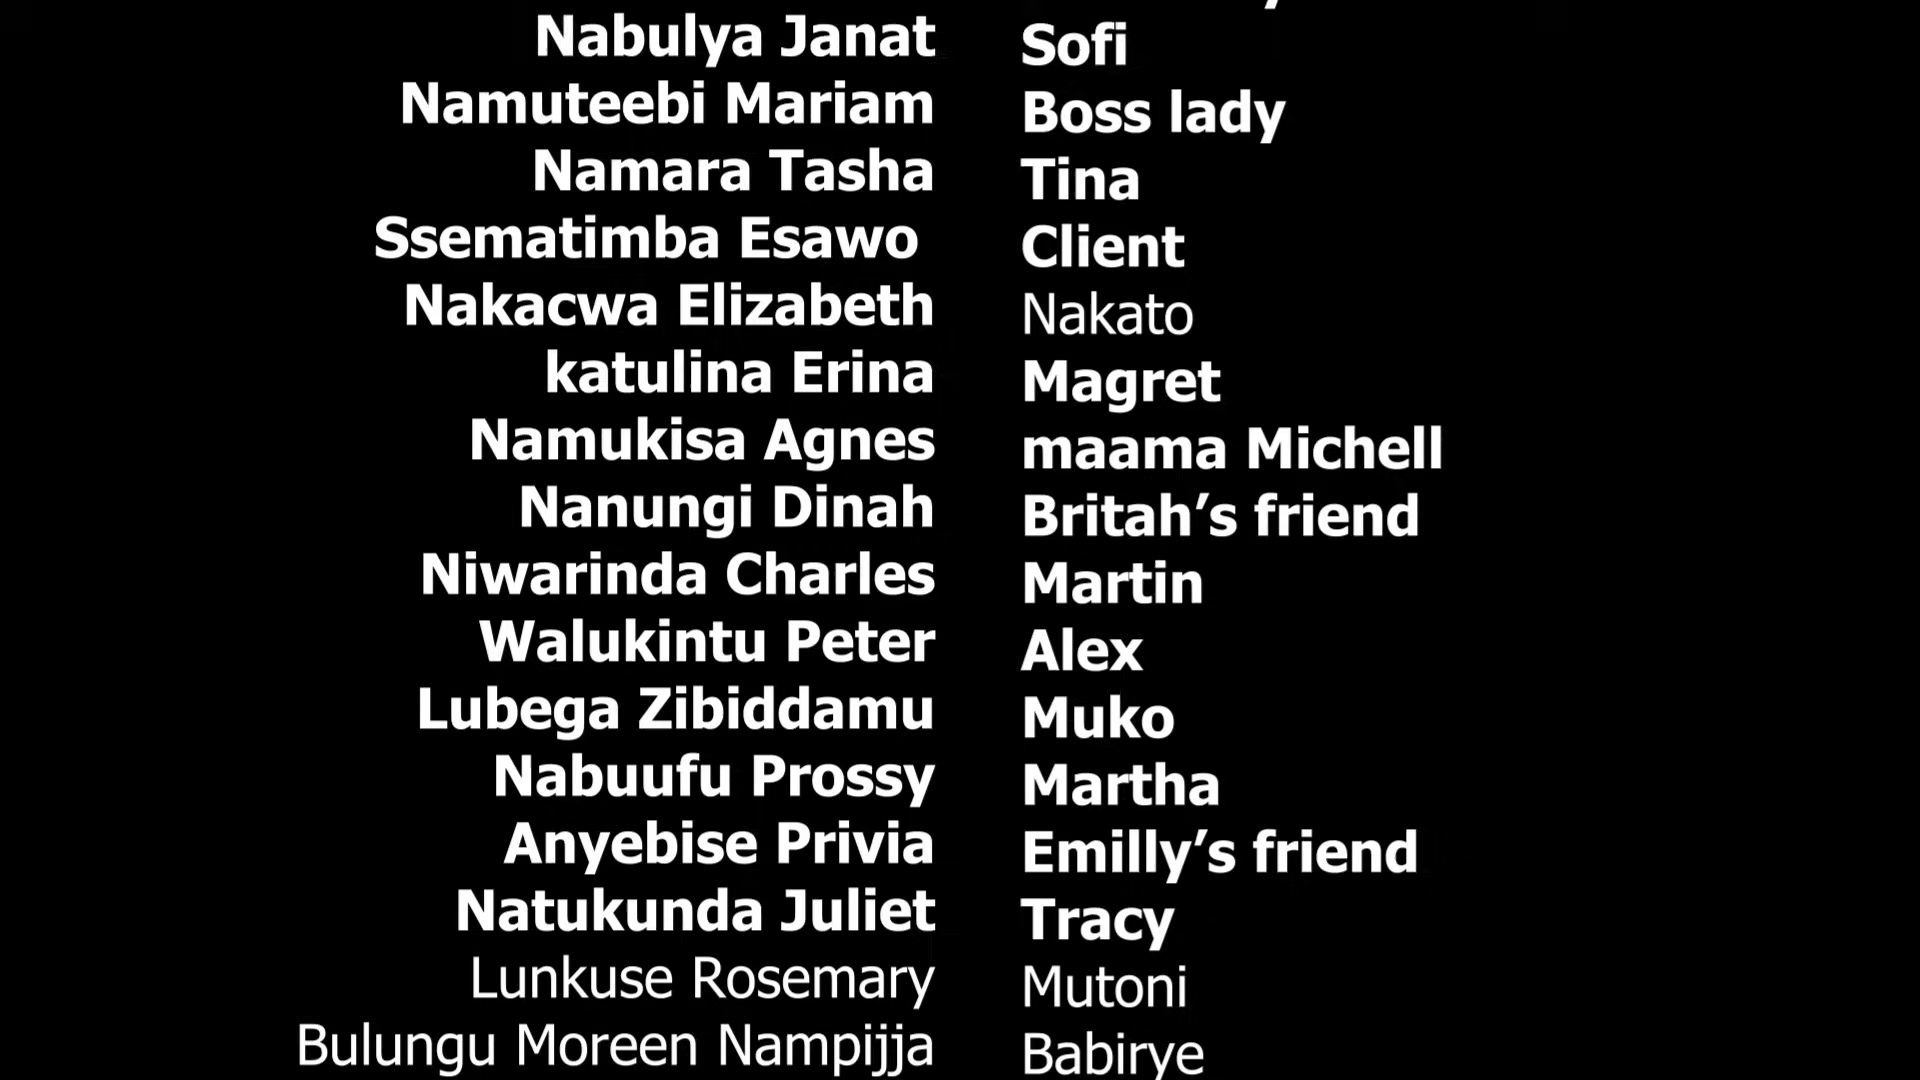 Nabulya Janat Sofi
Namuteebi Mariam Boss lady
Namara Tasha Tina
Ssematimba Esawo Client
Nakacwa Elizabeth Nakato
katulina Erina Magret
Namukisa Agnes maama Michell
Nanungi Dinah Britah’s friend
Niwarinda Charles Martin
Walukintu Peter Alex
Lubega Zibiddamu Muko
Nabuufu Prossy Martha
Anyebise Privia Emilly’s friend
Natukunda Juliet Tracy
Lunkuse Rosemary Mutoni
Bulungu Moreen Nampijja Babirye